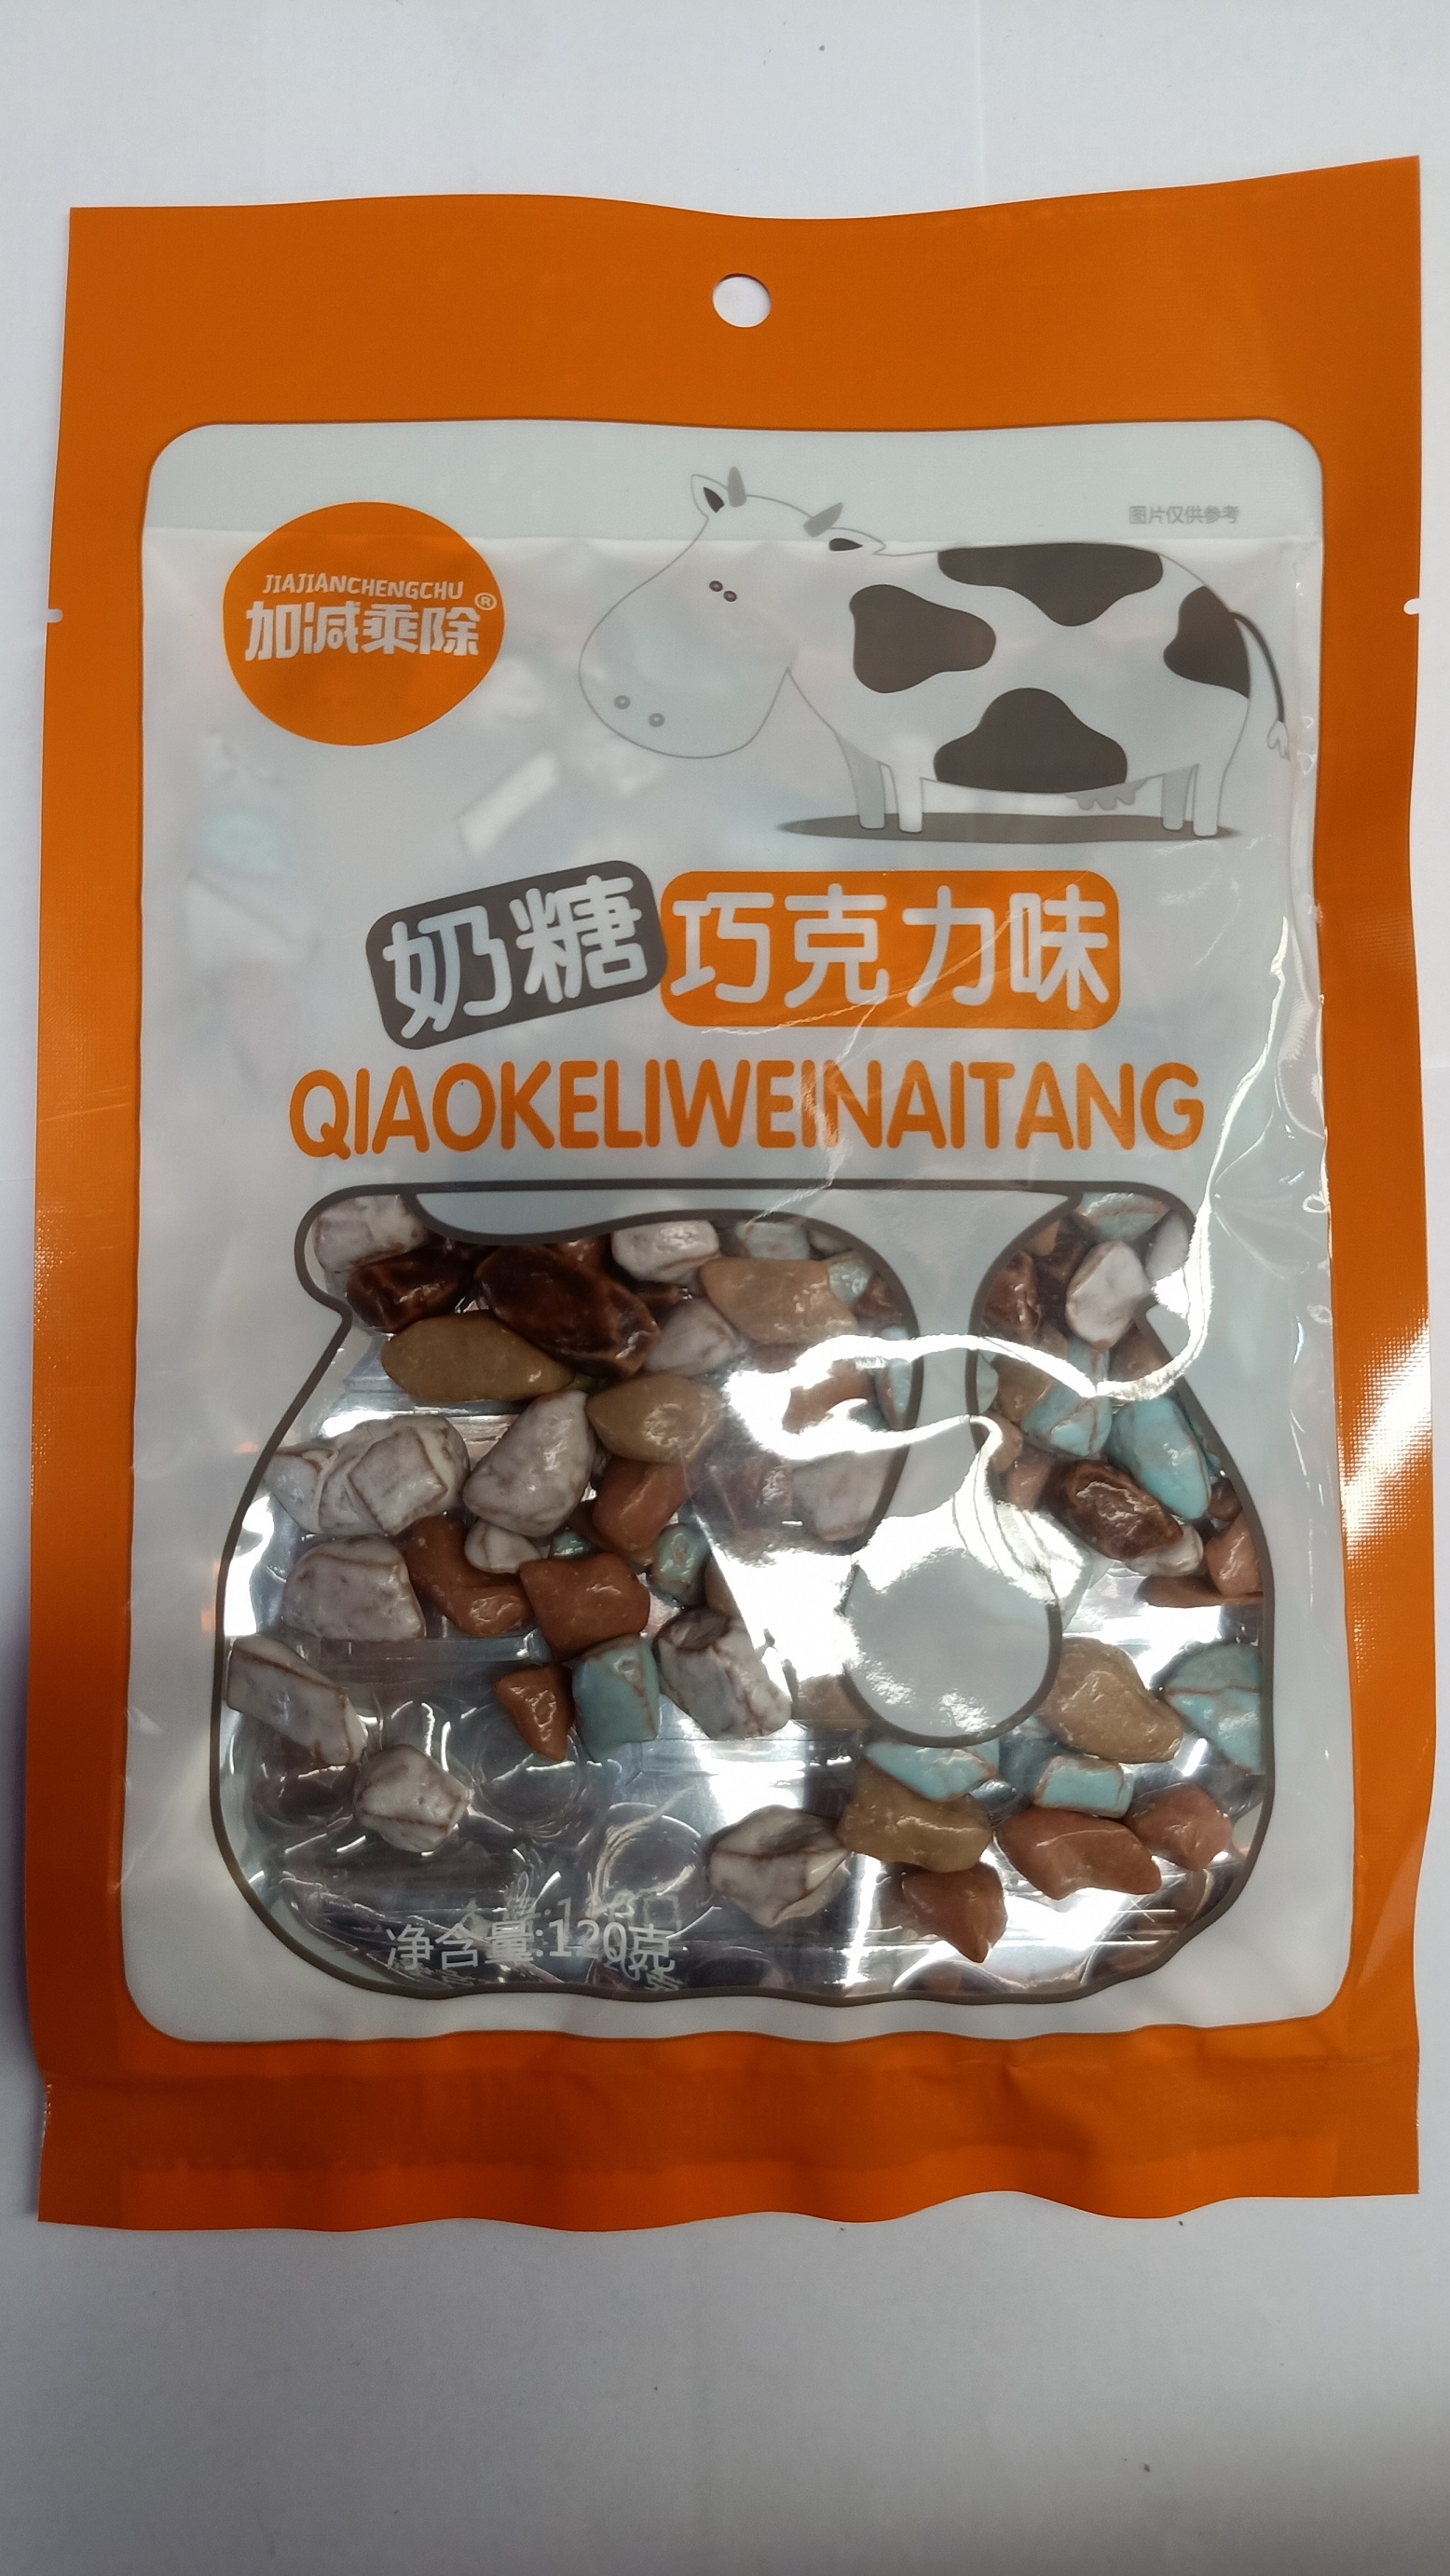 图片仅供参考
JIAJIANCHENGCHU
加减乘除®
奶糖 巧克力味
QIAOKELIWEINAITANG
净含量:120克